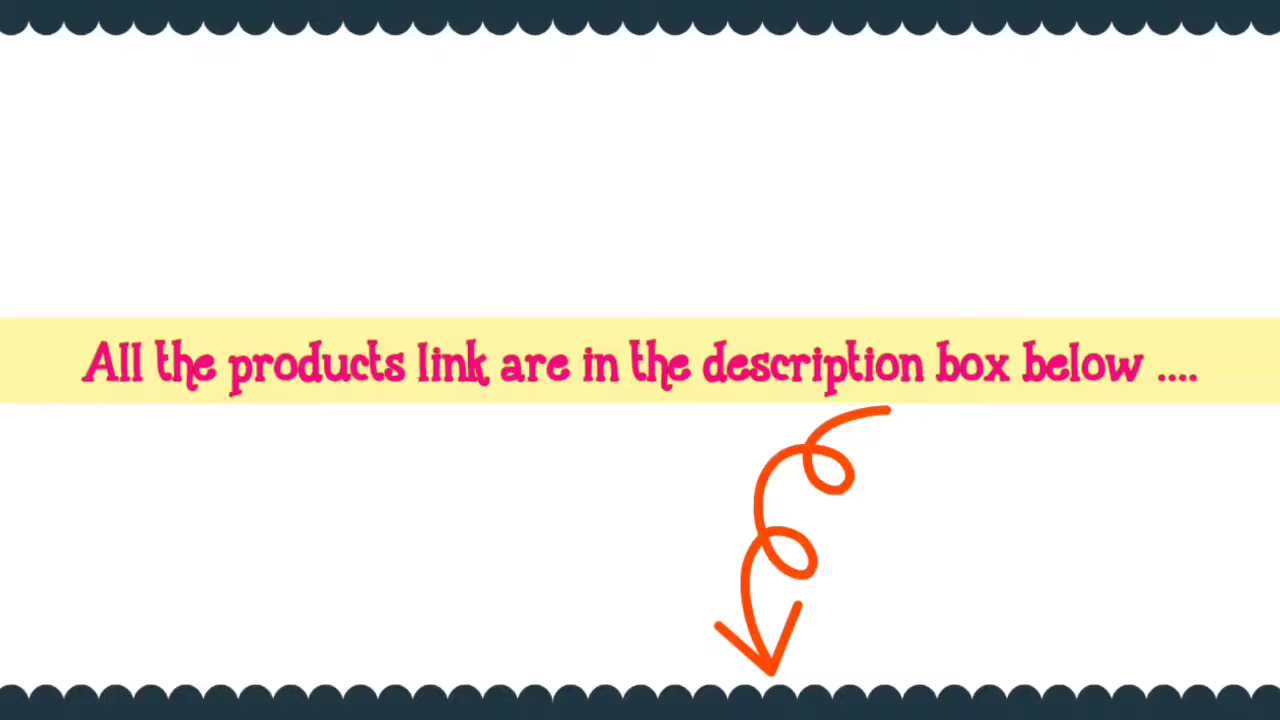 All the products link are in the description box below ....